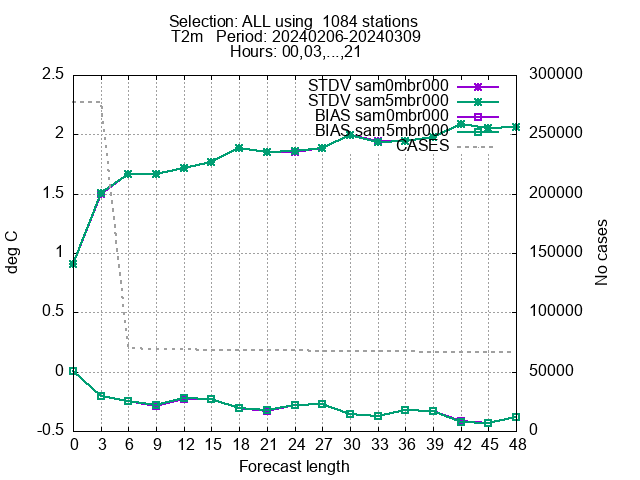 Selection: ALL using  1084 stations
T2m   Period: 20240206-20240309
Hours: 00,03,...,21
2.5
2
1.5
1
0.5
0
-0.5
deg C
300000
250000
200000
150000
100000
50000
0
No cases
STDV sam0mbr000
STDV sam5mbr000
BIAS sam0mbr000
BIAS sam5mbr000
CASES
0 3 6 9 12 15 18 21 24 27 30 33 36 39 42 45 48
Forecast length